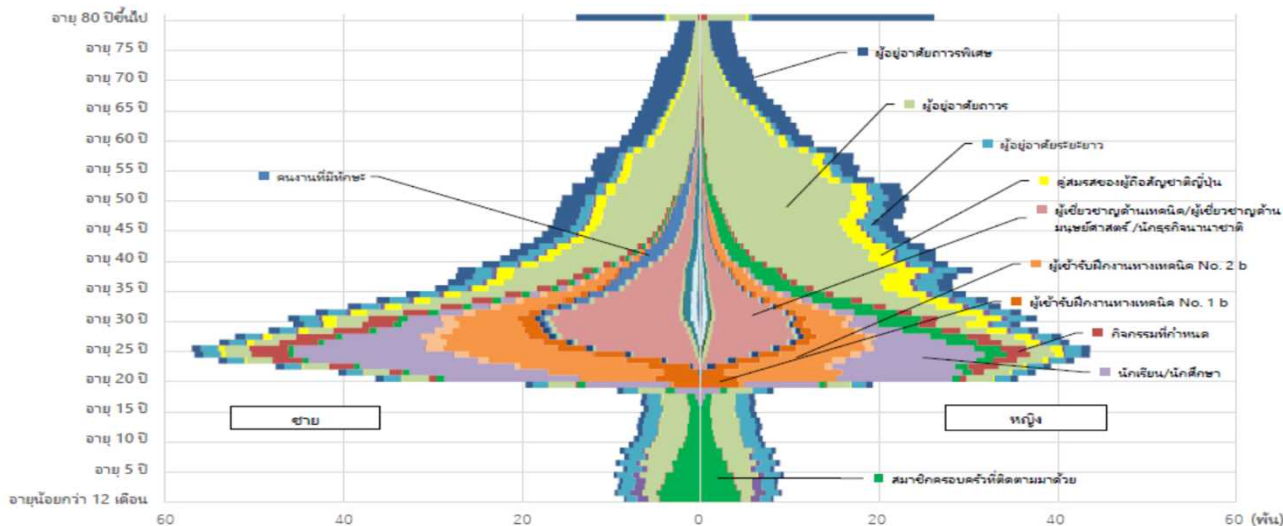 อายุ 80 ปีขึ้นไป
อายุ 75 ปี
อายุ 70 ปี
อายุ 65 ปี
อายุ 60 ปี
อายุ 55 ปี
อายุ 50 ปี
อายุ 45 ปี
อายุ 40 ปี
อายุ 35 ปี
อายุ 30 ปี
อายุ 25 ปี
อายุ 20 ปี
อายุ 15 ปี
อายุ 10 ปี
อายุ 5 ปี
อายุน้อยกว่า 12 เดือน
ผู้อยู่อาศัยถาวรพิเศษ
ผู้อยู่อาศัยถาวร
ผู้อยู่อาศัยระยะยาว
คนงานที่มีทักษะ
คู่สมรสของผู้ถือสัญชาติญี่ปุ่น
ผู้เชี่ยวชาญด้านเทคนิค/ผู้เชี่ยวชาญด้าน
มนุษย์ศาสตร์ /นักธุรกิจนานาชาติ
ผู้เข้ารับฝึกงานทางเทคนิค No. 2 b
ผู้เข้ารับฝึกงานทางเทคนิค No. 1 b
กิจกรรมที่กำหนด
นักเรียน/นักศึกษา
ชาย
หญิง
สมาชิกครอบครัวที่ติดตามมาด้วย
60 40 20 0 20 40 60 (พัน)